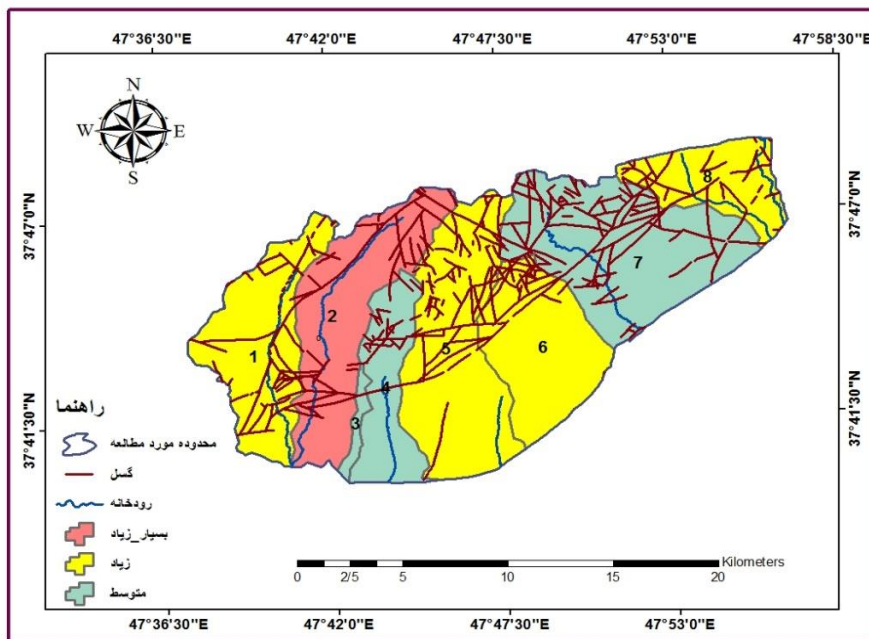 47°36'30"E 47°42'0"E 47°47'30"E 47°53'0"E 47°58'30"E
N
W E
S
37°47'0"N 37°47'0"N
37°41'30"N 37°41'30"N
8
7
2
6
5
1
4
3
راهنما
محدوده مورد مطالعه
گسل
رودخانه
بسیار_زیاد
زیاد
متوسط
Kilometers
0 2/5 5 10 15 20
47°36'30"E 47°42'0"E 47°47'30"E 47°53'0"E